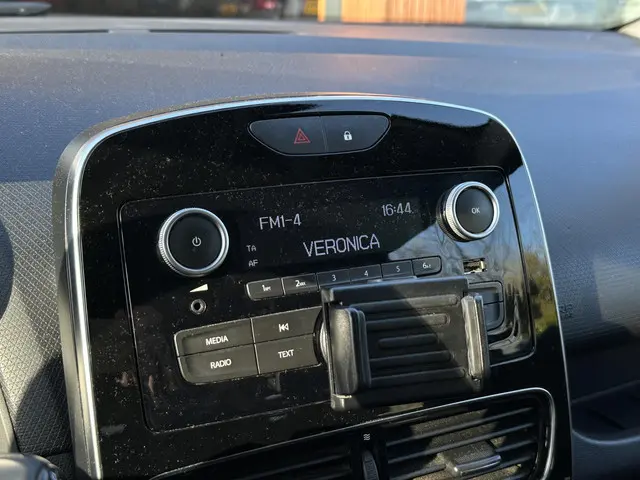 FM1-4
16:44
TA
VERONICA
AF
OK
1
2
3
4
5
6
MEDIA
RADIO
TEXT